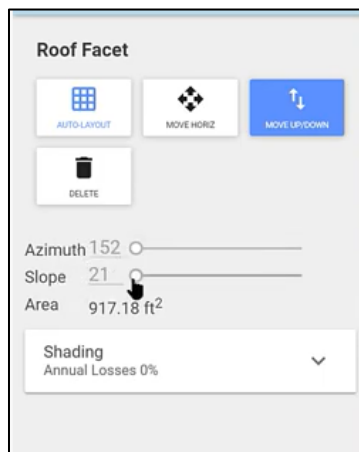 Roof Facet
AUTO-LAYOUT MOVE HORIZ MOVE UP/DOWN
DELETE
Azimuth 152
Slope 21
Area 917.18 ft²
Shading
Annual Losses 0%